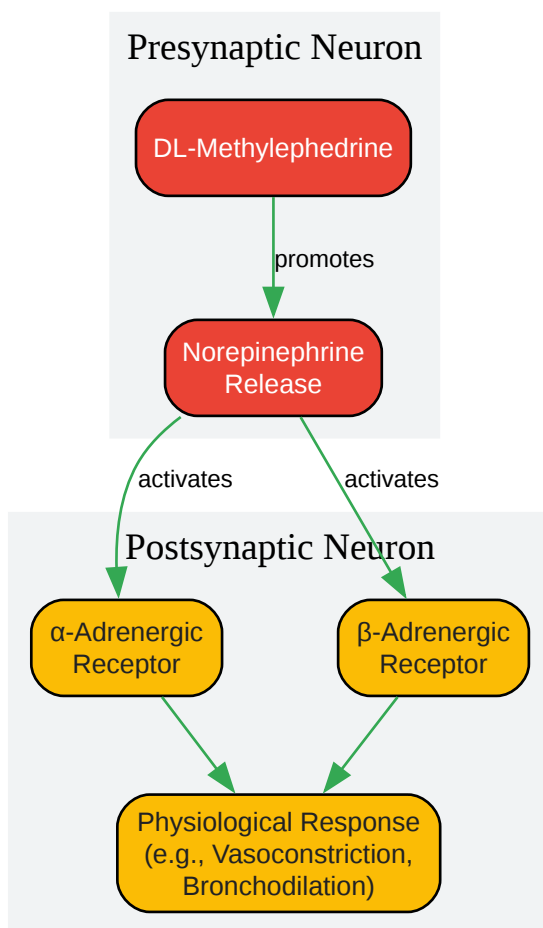 Presynaptic Neuron
DL-Methylephedrine
promotes
Norepinephrine
Release
activates
activates
Postsynaptic Neuron
α-Adrenergic
Receptor
β-Adrenergic
Receptor
Physiological Response
(e.g., Vasoconstriction,
Bronchodilation)